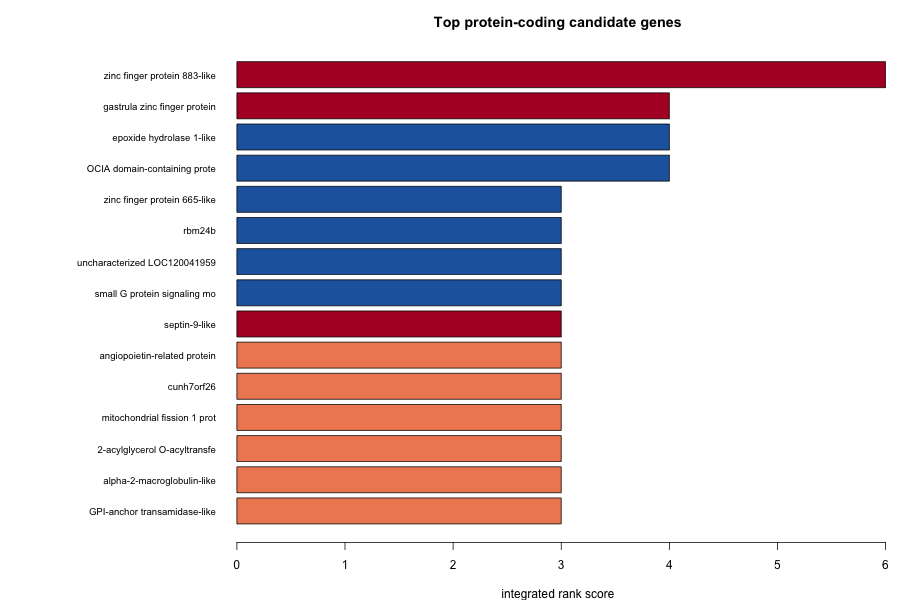 Top protein-coding candidate genes
zinc finger protein 883-like
gastrula zinc finger protein
epoxide hydrolase 1-like
OCIA domain-containing prote
zinc finger protein 665-like
rbm24b
uncharacterized LOC120041959
small G protein signaling mo
septin-9-like
angiopoietin-related protein
cunh7orf26
mitochondrial fission 1 prot
2-acylglycerol O-acyltransfe
alpha-2-macroglobulin-like
GPI-anchor transamidase-like
0 1 2 3 4 5 6
integrated rank score